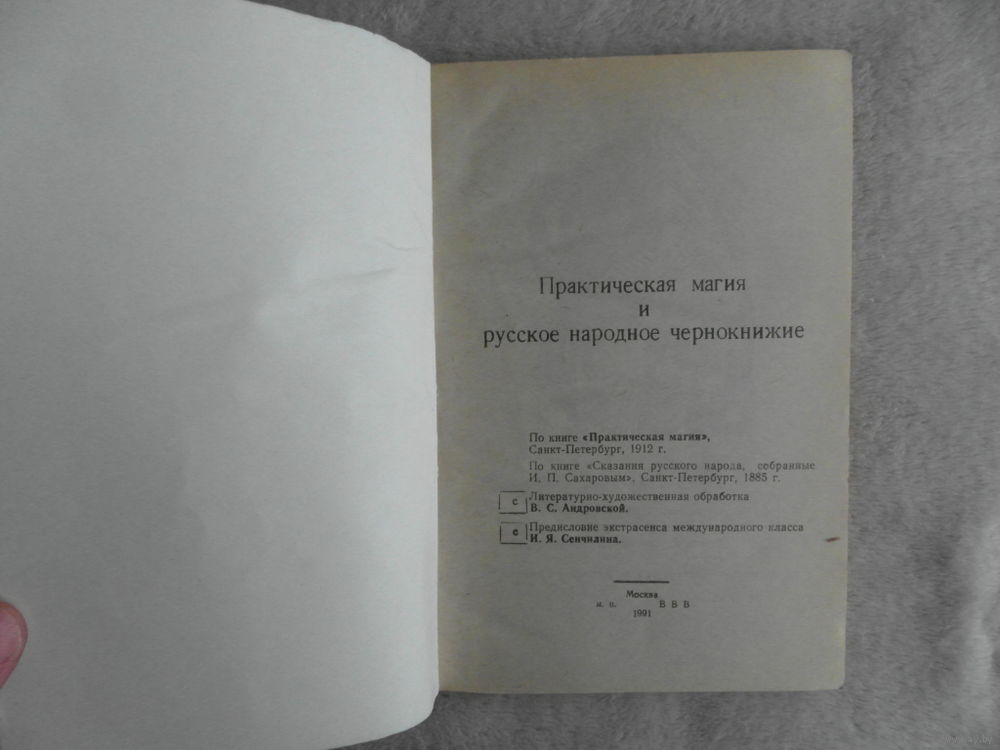 Практическая магия
и
русское народное чернокнижие
По книге «Практическая магия»,
Санкт-Петербург, 1912 г.
По книге «Сказания русского народа, собранные
И. П. Сахаровым», Санкт-Петербург, 1885 г.
с Литературно-художественная обработка
В. С. Андровской.
с Предисловие экстрасенса международного класса
И. Я. Сенчилина.
Москва
м. п. В В В
1991